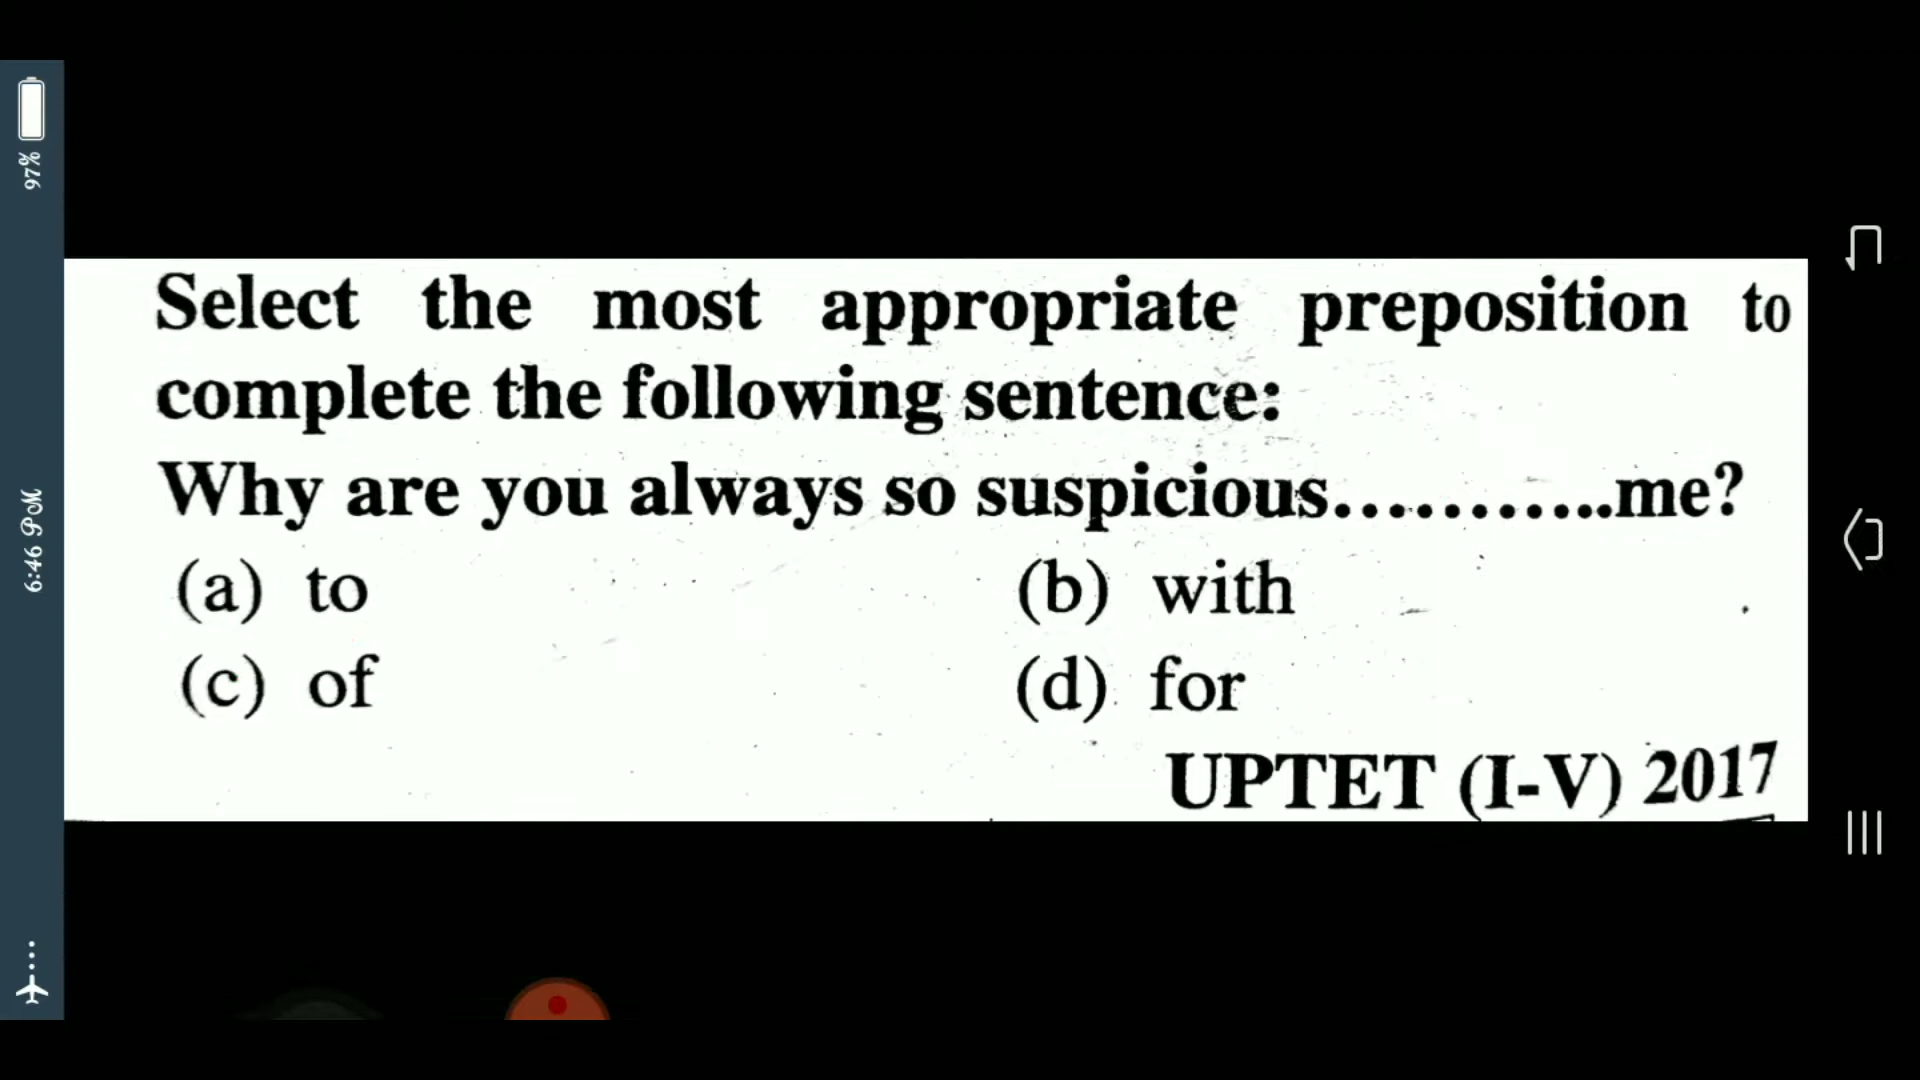 97%
6:46 PM
Select the most appropriate preposition to
complete the following sentence:
Why are you always so suspicious............me?
(a) to (b) with
(c) of (d) for
UPTET (I-V) 2017